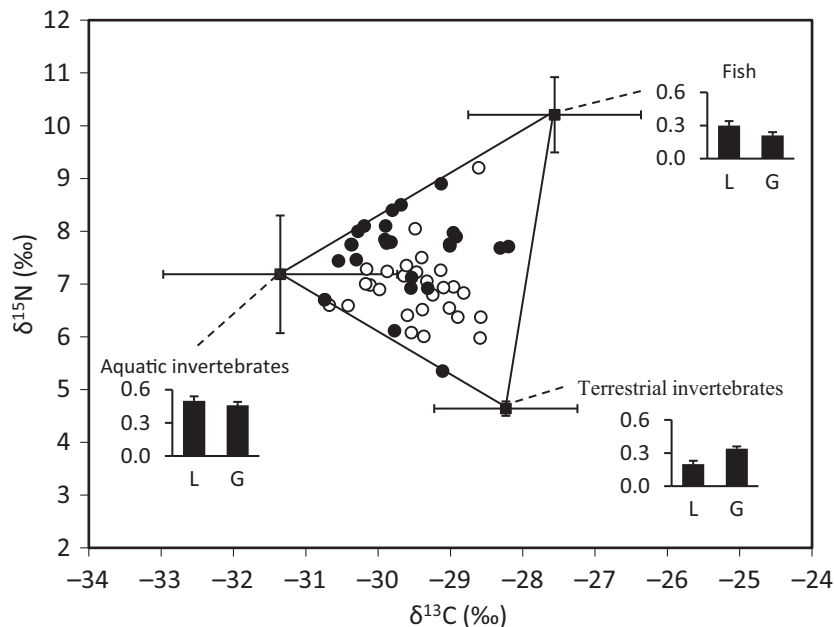 12
11
10
9
8
7
6
5
4
3
2
δ15N (‰)
–34 –33 –32 –31 –30 –29 –28 –27 –26 –25 –24
δ13C (‰)
Fish
0.6
0.3
0.0
L G
Aquatic invertebrates
0.6
0.3
0.0
L G
Terrestrial invertebrates
0.6
0.3
0.0
L G